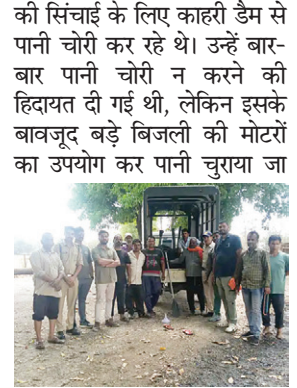 की सिंचाई के लिए काहरी डैम से
पानी चोरी कर रहे थे। उन्हें बार-
बार पानी चोरी न करने की
हिदायत दी गई थी, लेकिन इसके
बावजूद बड़े बिजली की मोटरों
का उपयोग कर पानी चुराया जा